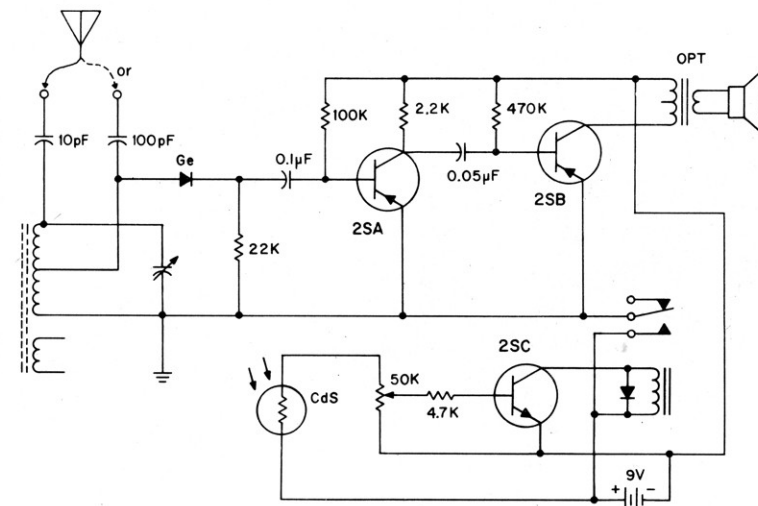 or
OPT
10pF
100pF
100K
2.2K
470K
Ge
0.1µF
0.05µF
2SA
2SB
22K
2SC
CdS
50K
4.7K
9V
+ -